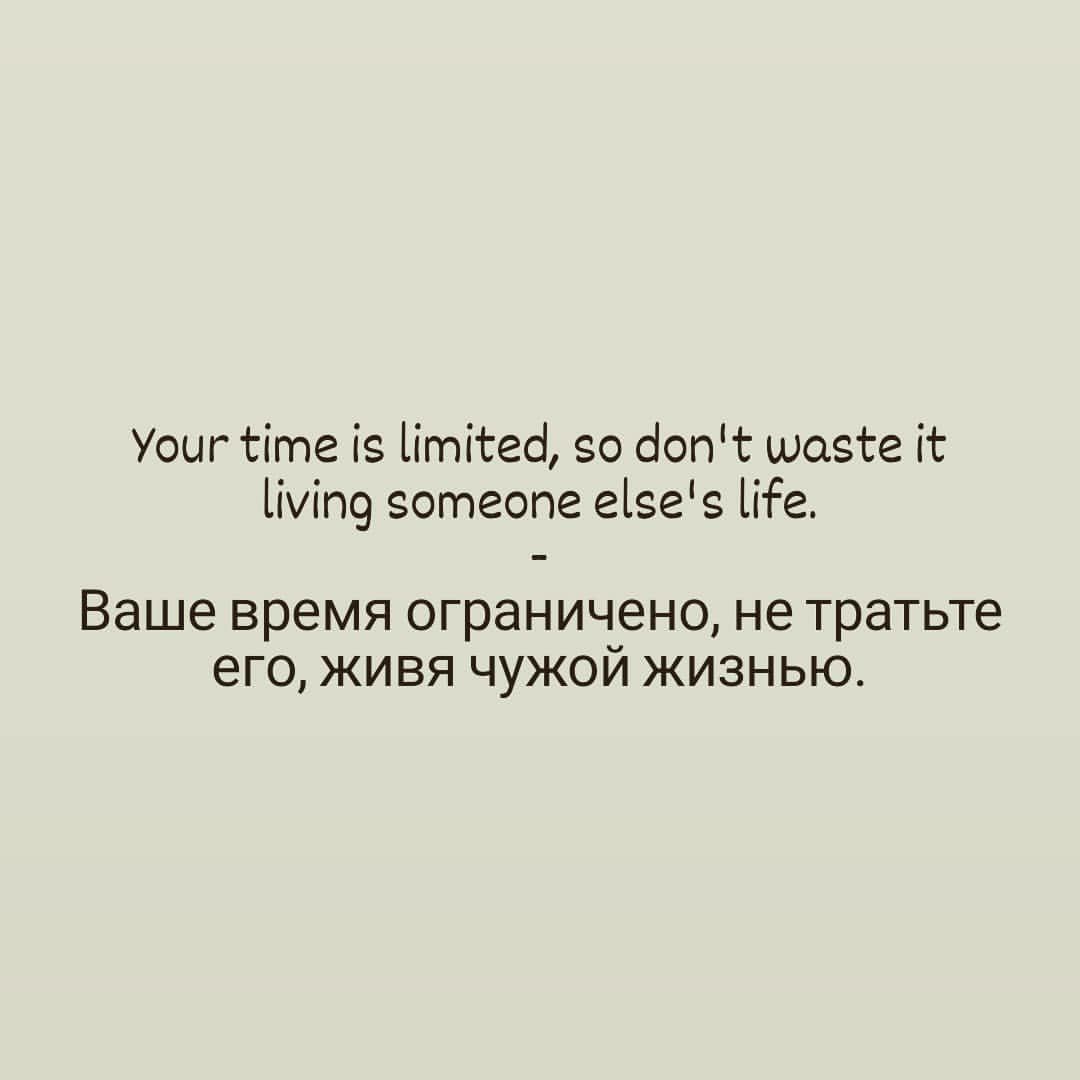 Your time is limited, so don't waste it
living someone else's life.
-
Ваше время ограничено, не тратьте
его, живя чужой жизнью.